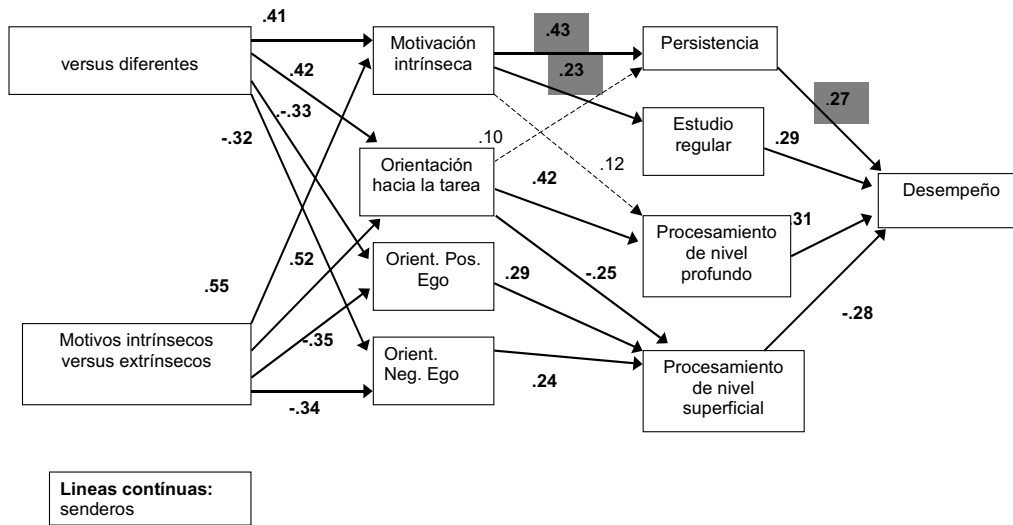 .41
.43
Motivación
intrínseca
Persistencia
versus diferentes
.42
.23
.27
.-.33
-.32
.10
Estudio
regular
.29
Orientación
hacia la tarea
.42
.12
Desempeño
Procesamiento
de nivel
profundo
.31
.52
Orient. Pos.
Ego
.29
-.25
.55
-.28
Motivos intrínsecos
versus extrínsecos
-.35
Orient.
Neg. Ego
.24
Procesamiento
de nivel
superficial
-.34
Lineas contínuas:
senderos